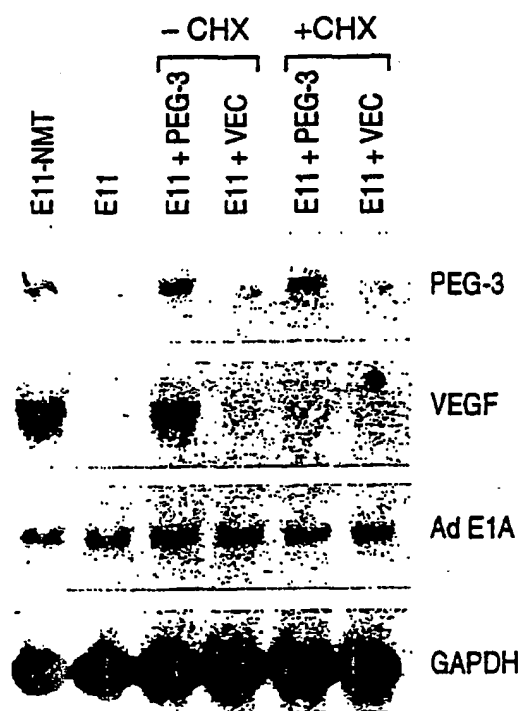 – CHX +CHX
E11-NMT
E11
E11 + PEG-3
E11 + VEC
E11 + PEG-3
E11 + VEC
PEG-3
VEGF
Ad E1A
GAPDH